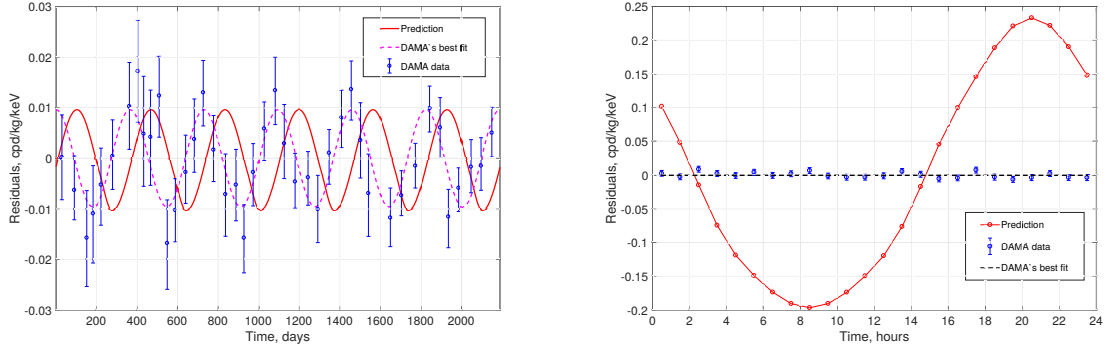 0.03
0.02
0.01
0
-0.01
-0.02
-0.03
Residuals, cpd/kg/keV
Prediction
DAMA`s best fit
DAMA data
200 400 600 800 1000 1200 1400 1600 1800 2000
Time, days
0.25
0.2
0.15
0.1
0.05
0
-0.05
-0.1
-0.15
-0.2
Residuals, cpd/kg/keV
Prediction
DAMA data
DAMA`s best fit
0 2 4 6 8 10 12 14 16 18 20 22 24
Time, hours